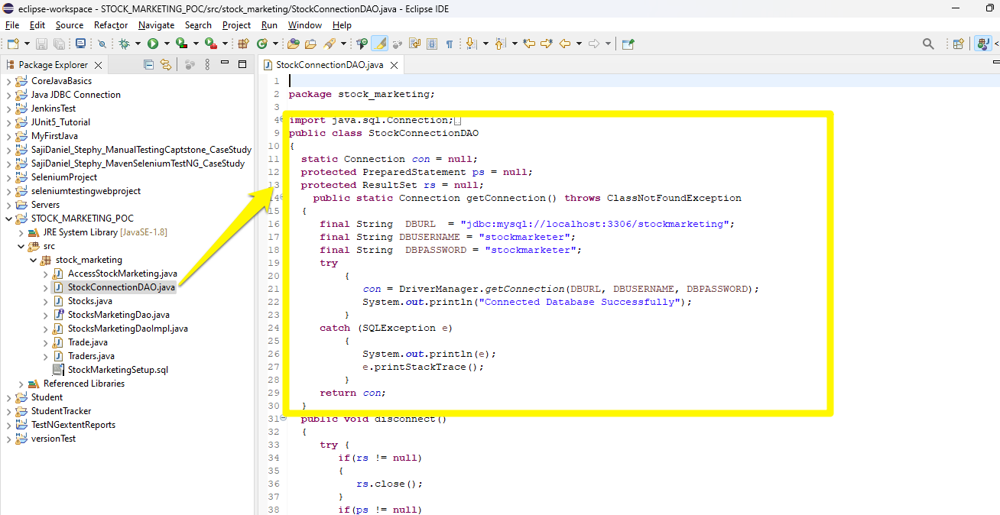 eclipse-workspace - STOCK_MARKETING_POC/src/stock_marketing/StockConnectionDAO.java - Eclipse IDE
File Edit Source Refactor Navigate Search Project Run Window Help
Package Explorer
CoreJavaBasics
Java JDBC Connection
JenkinsTest
JUnit5_Tutorial
MyFirstJava
SajiDaniel_Stephy_ManualTestingCaptstone_CaseStudy
SajiDaniel_Stephy_MavenSeleniumTestNG_CaseStudy
SeleniumProject
seleniumtestingwebproject
Servers
STOCK_MARKETING_POC
JRE System Library [JavaSE-1.8]
src
stock_marketing
AccessStockMarketing.java
StockConnectionDAO.java
Stocks.java
StocksMarketingDao.java
StocksMarketingDaoImpl.java
Trade.java
Traders.java
StockMarketingSetup.sql
Referenced Libraries
Student
StudentTracker
TestNGextentReports
versionTest
StockConnectionDAO.java
1
2 package stock_marketing;
3
4 import java.sql.Connection;
9 public class StockConnectionDAO
10 {
11 static Connection con = null;
12 protected PreparedStatement ps = null;
13 protected ResultSet rs = null;
14 public static Connection getConnection() throws ClassNotFoundException
15 {
16 final String DBURL = "jdbc:mysql://localhost:3306/stockmarketing";
17 final String DBUSERNAME = "stockmarketer";
18 final String DBPASSWORD = "stockmarketer";
19 try
20 {
21 con = DriverManager.getConnection(DBURL, DBUSERNAME, DBPASSWORD);
22 System.out.println("Connected Database Successfully");
23 }
24 catch (SQLException e)
25 {
26 System.out.println(e);
27 e.printStackTrace();
28 }
29 return con;
30 }
31 public void disconnect()
32 {
33 try {
34 if(rs != null)
35 {
36 rs.close();
37 }
38 if(ps != null)